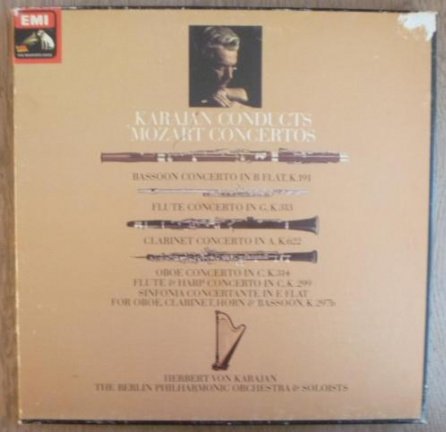 EMI
KARAJAN CONDUCTS
MOZART CONCERTOS
BASSOON CONCERTO IN B FLAT, K.191
FLUTE CONCERTO IN G, K.313
CLARINET CONCERTO IN A, K.622
OBOE CONCERTO IN C, K.314
FLUTE & HARP CONCERTO IN C, K.299
SINFONIA CONCERTANTE IN E FLAT
FOR OBOE, CLARINET, HORN & BASSOON, K.297b
HERBERT VON KARAJAN
THE BERLIN PHILHARMONIC ORCHESTRA & SOLOISTS